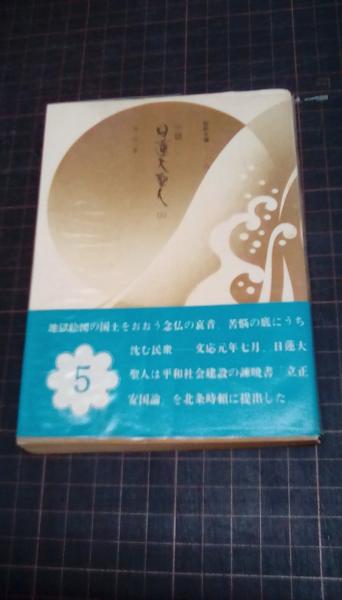 小説
日蓮大聖人
地獄絵図の国土をおおう念仏の哀音、苦悩の底にうち
沈む民衆——文応元年七月、日蓮大
聖人は平和社会建設の諫暁書「立正
安国論」を北条時頼に提出した
5